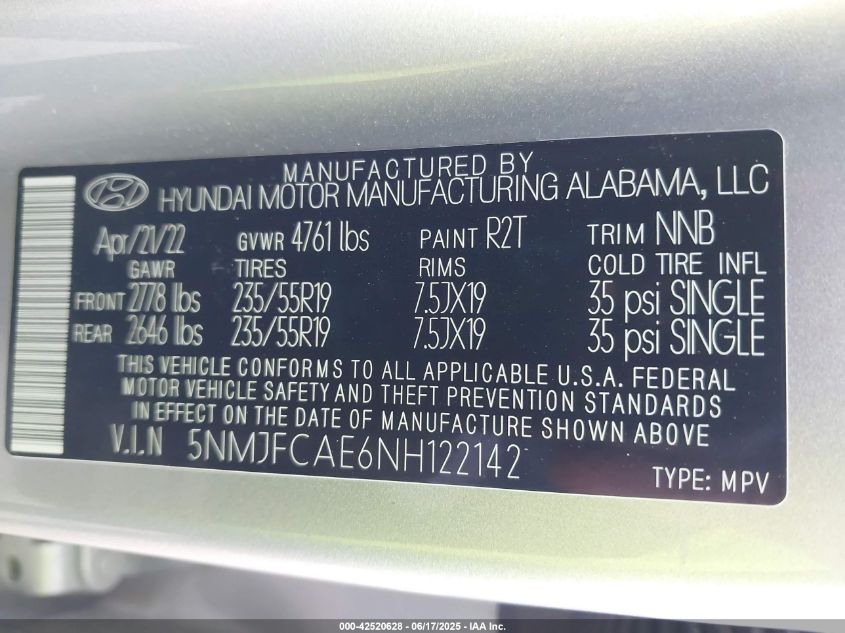 MANUFACTURED BY
HYUNDAI MOTOR MANUFACTURING ALABAMA, LLC
Apr/21/22 GVWR 4761 lbs PAINT R2T TRIM NNB
GAWR TIRES RIMS COLD TIRE INFL
FRONT 2778 lbs 235/55R19 7.5JX19 35 psi SINGLE
REAR 2646 lbs 235/55R19 7.5JX19 35 psi SINGLE
THIS VEHICLE CONFORMS TO ALL APPLICABLE U.S.A. FEDERAL
MOTOR VEHICLE SAFETY AND THEFT PREVENTION STANDARDS
IN EFFECT ON THE DATE OF MANUFACTURE SHOWN ABOVE
V.I.N 5NMJFCAE6NH122142
TYPE: MPV
000-42520628 - 06/17/2025 - IAA Inc.